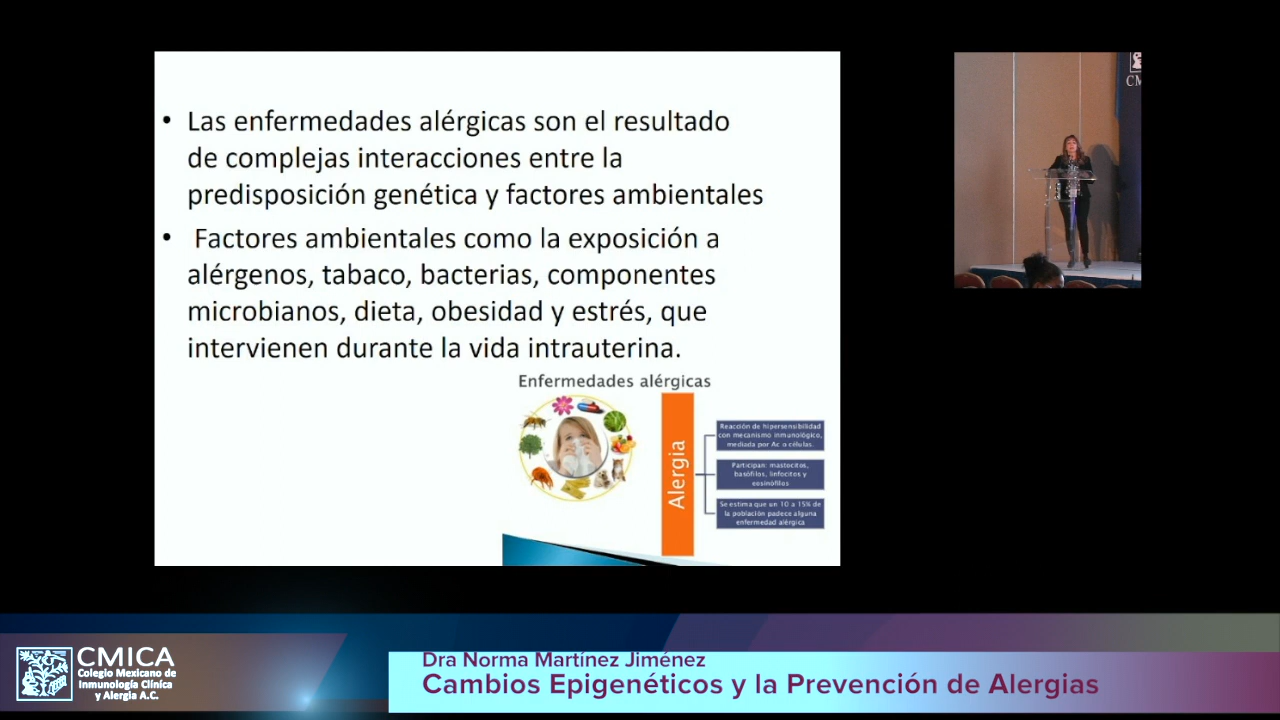 • Las enfermedades alérgicas son el resultado
de complejas interacciones entre la
predisposición genética y factores ambientales
• Factores ambientales como la exposición a
alérgenos, tabaco, bacterias, componentes
microbianos, dieta, obesidad y estrés, que
intervienen durante la vida intrauterina.
Enfermedades alérgicas
Alergia
Reacción de hipersensibilidad
con mecanismo inmunológico,
mediada por Ac o células.
Participan: mastocitos,
basófilos, linfocitos y
eosinófilos
Se estima que un 10 a 15% de
la población padece alguna
enfermedad alérgica
CM
CMICA
Colegio Mexicano de
Inmunología Clínica
y Alergia A.C.
Dra Norma Martínez Jiménez
Cambios Epigenéticos y la Prevención de Alergias